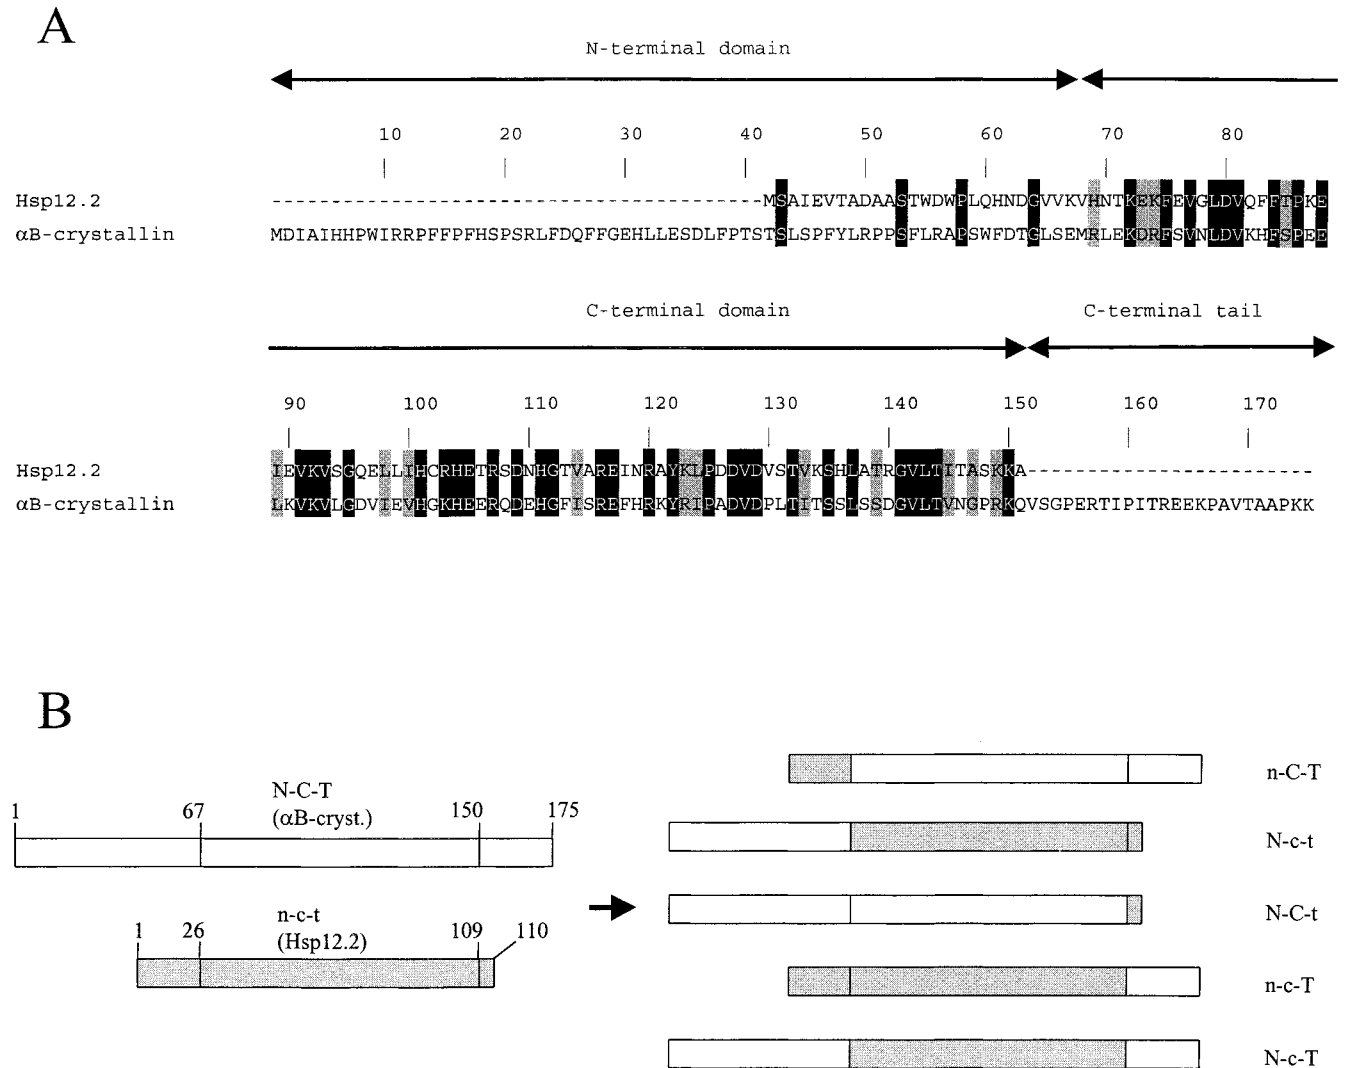 A
N-terminal domain
10 20 30 40 50 60 70 80
Hsp12.2 -----------------------------------------MSAIEVTADAASTWDWPLQHNDGVVKVHNTKEKFEVGLDVQFFTPKE
αB-crystallin MDIAIHHPWIRRPFFPFHSPSRLFDQFFGEHLLESDLFPTSTSLSPFYLRPPSFLRAPSWFDTGLSEMRLEKDRFSVNLDVKHFSPEE
C-terminal domain C-terminal tail
90 100 110 120 130 140 150 160 170
Hsp12.2 IEVKVSGQELLIHCRHETRSDNHGTVAREINRAYKLPDDVDVSTVKSHLATRGVLTITASKKA------------------------
αB-crystallin LKVKVLGDVIEVHGKHEERQDEHGFISREFHRKYRIPADVDPLTITSSLSSDGVLTVNGPRKQVSGPERTIPITREEKPAVTAAPKK
B
N-C-T
(αB-cryst.)
1 67 150 175
n-c-t
(Hsp12.2)
1 26 109 110
n-C-T
N-c-t
N-C-t
n-c-T
N-c-T